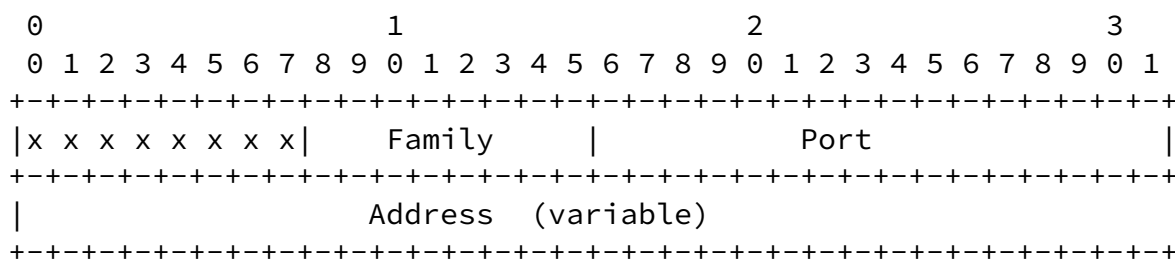 0                   1                   2                   3
 0 1 2 3 4 5 6 7 8 9 0 1 2 3 4 5 6 7 8 9 0 1 2 3 4 5 6 7 8 9 0 1
+-+-+-+-+-+-+-+-+-+-+-+-+-+-+-+-+-+-+-+-+-+-+-+-+-+-+-+-+-+-+-+-+
|x x x x x x x x|    Family     |           Port                |
+-+-+-+-+-+-+-+-+-+-+-+-+-+-+-+-+-+-+-+-+-+-+-+-+-+-+-+-+-+-+-+-+
|                   Address  (variable)
+-+-+-+-+-+-+-+-+-+-+-+-+-+-+-+-+-+-+-+-+-+-+-+-+-+-+-+-+-+-+-+-+